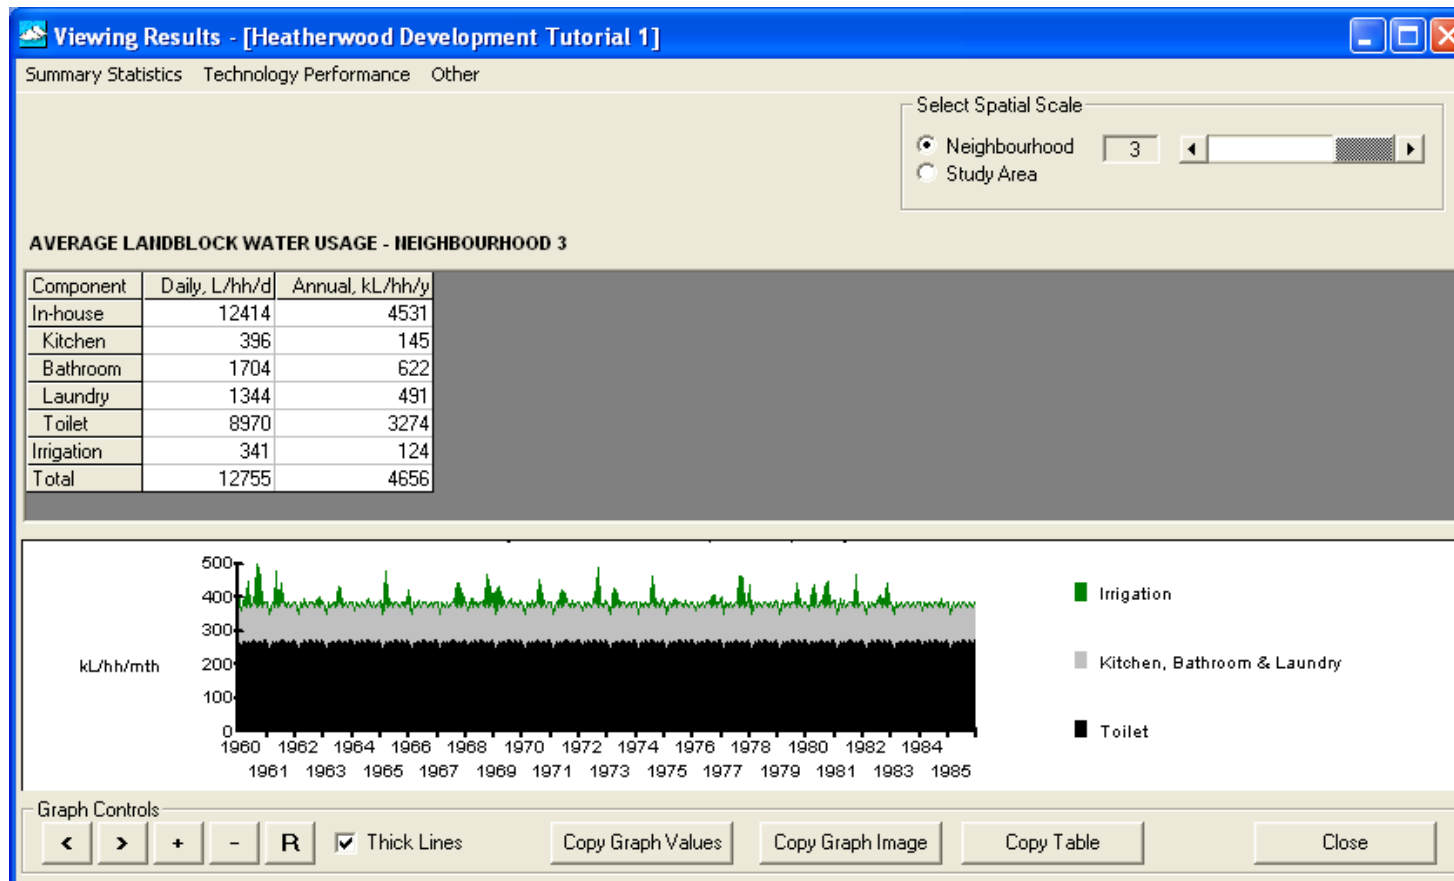 Viewing Results - [Heatherwood Development Tutorial 1]
Summary Statistics Technology Performance Other
Select Spatial Scale
Neighbourhood 3
Study Area
AVERAGE LANDBLOCK WATER USAGE - NEIGHBOURHOOD 3
Component Daily, L/hh/d Annual, kL/hh/y
In-house 12414 4531
Kitchen 396 145
Bathroom 1704 622
Laundry 1344 491
Toilet 8970 3274
Irrigation 341 124
Total 12755 4656
500
400
300
200
100
0
kL/hh/mth
1960 1962 1964 1966 1968 1970 1972 1974 1976 1978 1980 1982 1984
1961 1963 1965 1967 1969 1971 1973 1975 1977 1979 1981 1983 1985
Irrigation
Kitchen, Bathroom & Laundry
Toilet
Graph Controls
< > + - R Thick Lines Copy Graph Values Copy Graph Image Copy Table Close